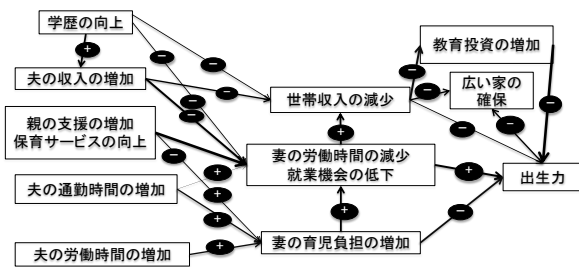 学歴の向上
＋
夫の収入の増加
親の支援の増加
保育サービスの向上
夫の通勤時間の増加
夫の労働時間の増加
－
－
－
－
－
－
＋
＋
＋
世帯収入の減少
＋
妻の労働時間の減少
就業機会の低下
＋
妻の育児負担の増加
教育投資の増加
－
－
広い家の
確保
－
－
－
＋
－
出生力